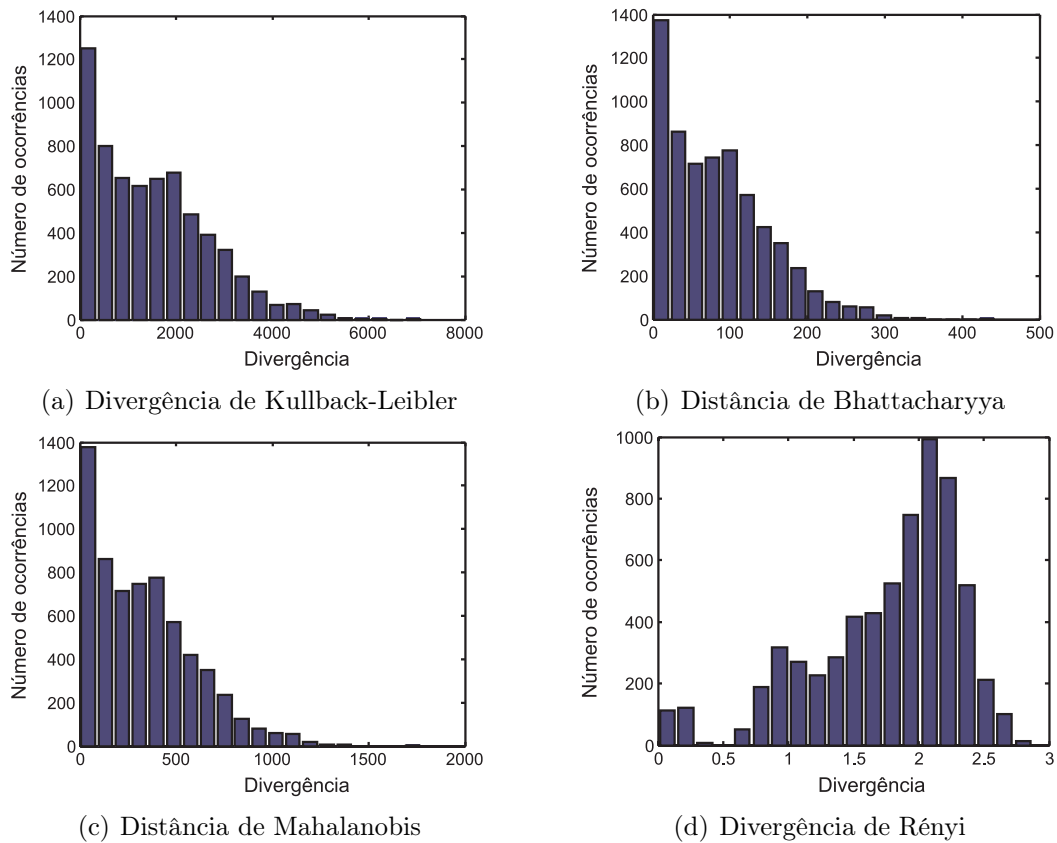 1400
1200
1000
800
600
400
200
0
Número de ocorrências
0 2000 4000 6000 8000
Divergência
(a) Divergência de Kullback-Leibler
1400
1200
1000
800
600
400
200
0
Número de ocorrências
0 100 200 300 400 500
Divergência
(b) Distância de Bhattacharyya
1400
1200
1000
800
600
400
200
0
Número de ocorrências
0 500 1000 1500 2000
Divergência
(c) Distância de Mahalanobis
1000
800
600
400
200
0
Número de ocorrências
0 0.5 1 1.5 2 2.5 3
Divergência
(d) Divergência de Rényi